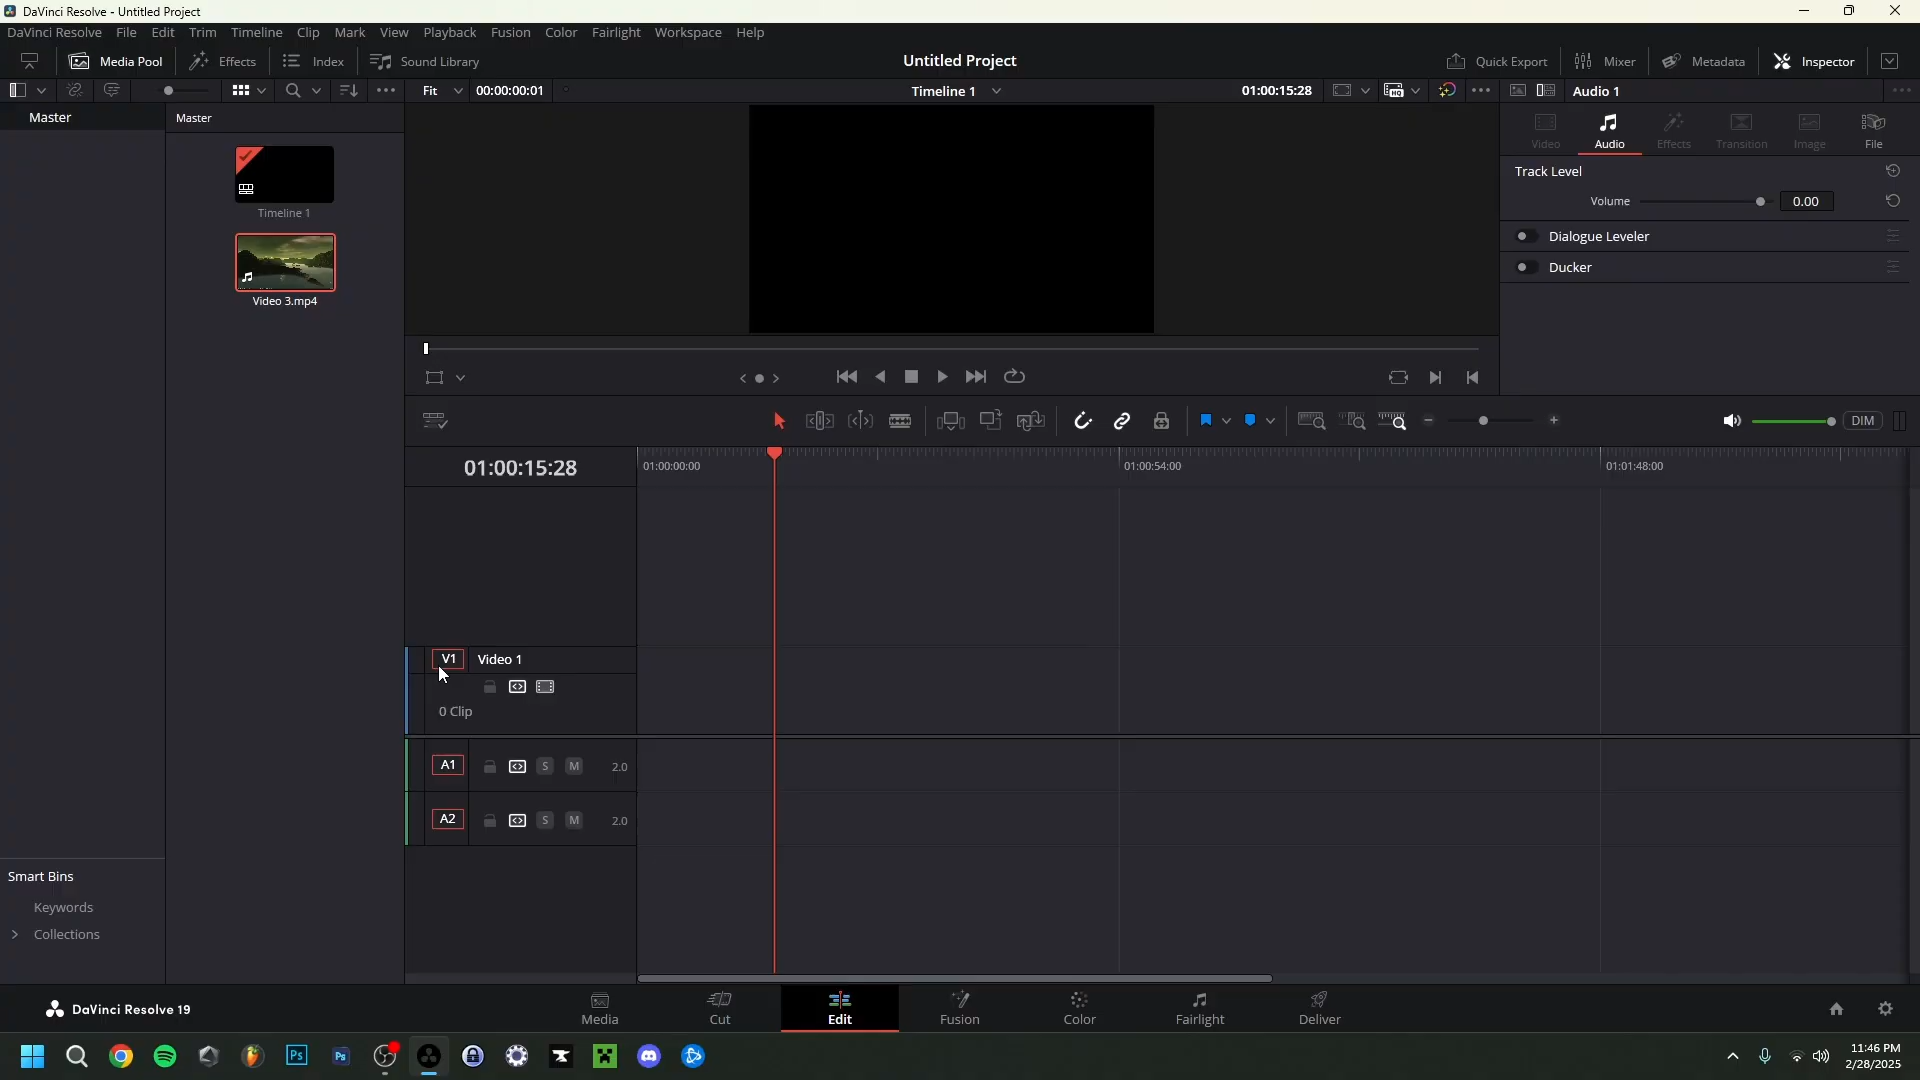 DaVinci Resolve - Untitled Project
DaVinci Resolve File Edit Trim Timeline Clip Mark View Playback Fusion Color Fairlight Workspace Help
Media Pool Effects Index Sound Library Untitled Project Quick Export Mixer Metadata Inspector
Fit 00:00:00:01 Timeline 1 01:00:15:28 Audio 1
Master Master
Video Audio Effects Transition Image File
Track Level
Volume 0.00
Timeline 1
Dialogue Leveler
Ducker
Video 3.mp4
DIM
01:00:15:28 01:00:00:00 01:00:54:00 01:01:48:00
V1 Video 1
0 Clip
A1 S M 2.0
A2 S M 2.0
Smart Bins
Keywords
Collections
DaVinci Resolve 19 Media Cut Edit Fusion Color Fairlight Deliver
Ps Ps
11:46 PM
2/28/2025